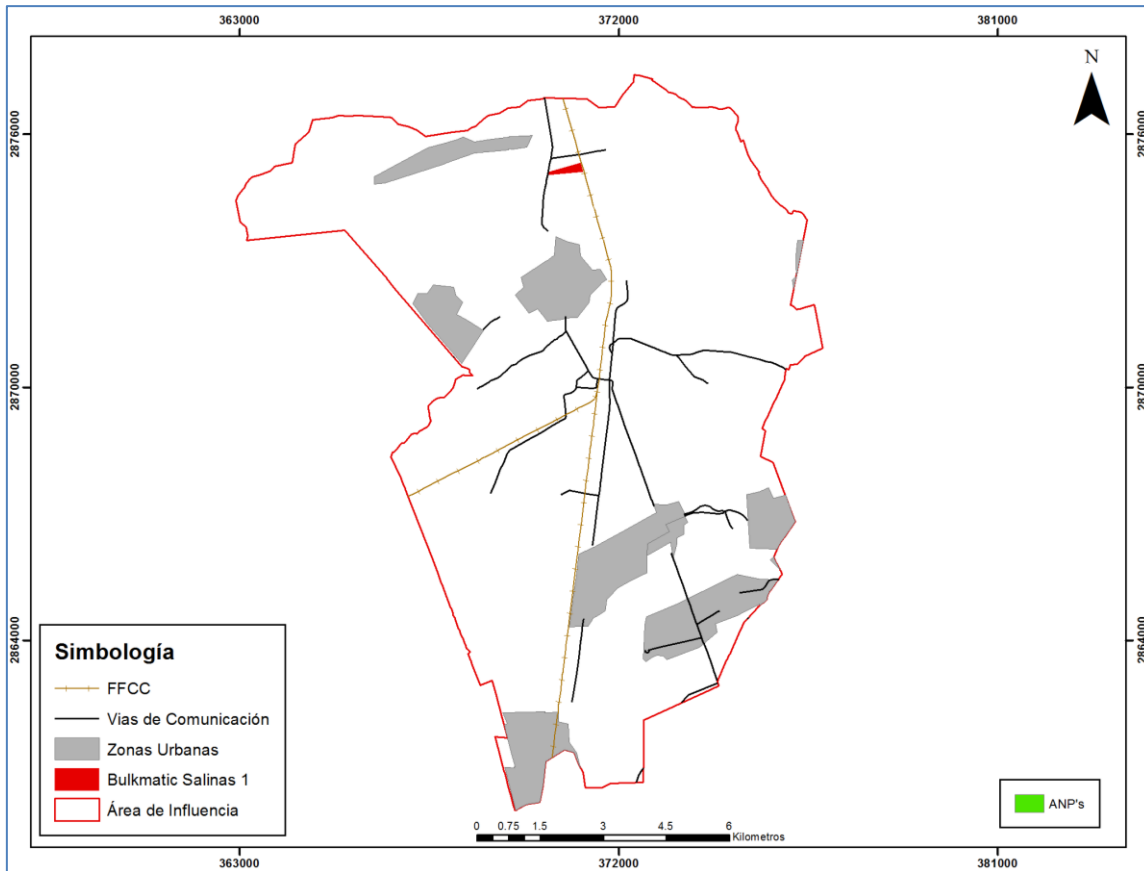 363000 372000 381000
N
2876000 2876000
2870000 2870000
2864000 2864000
Simbología
FFCC
Vias de Comunicación
Zonas Urbanas
Bulkmatic Salinas 1
Área de Influencia
ANP's
0 0.75 1.5 3 4.5 6
Kilometros
363000 372000 381000